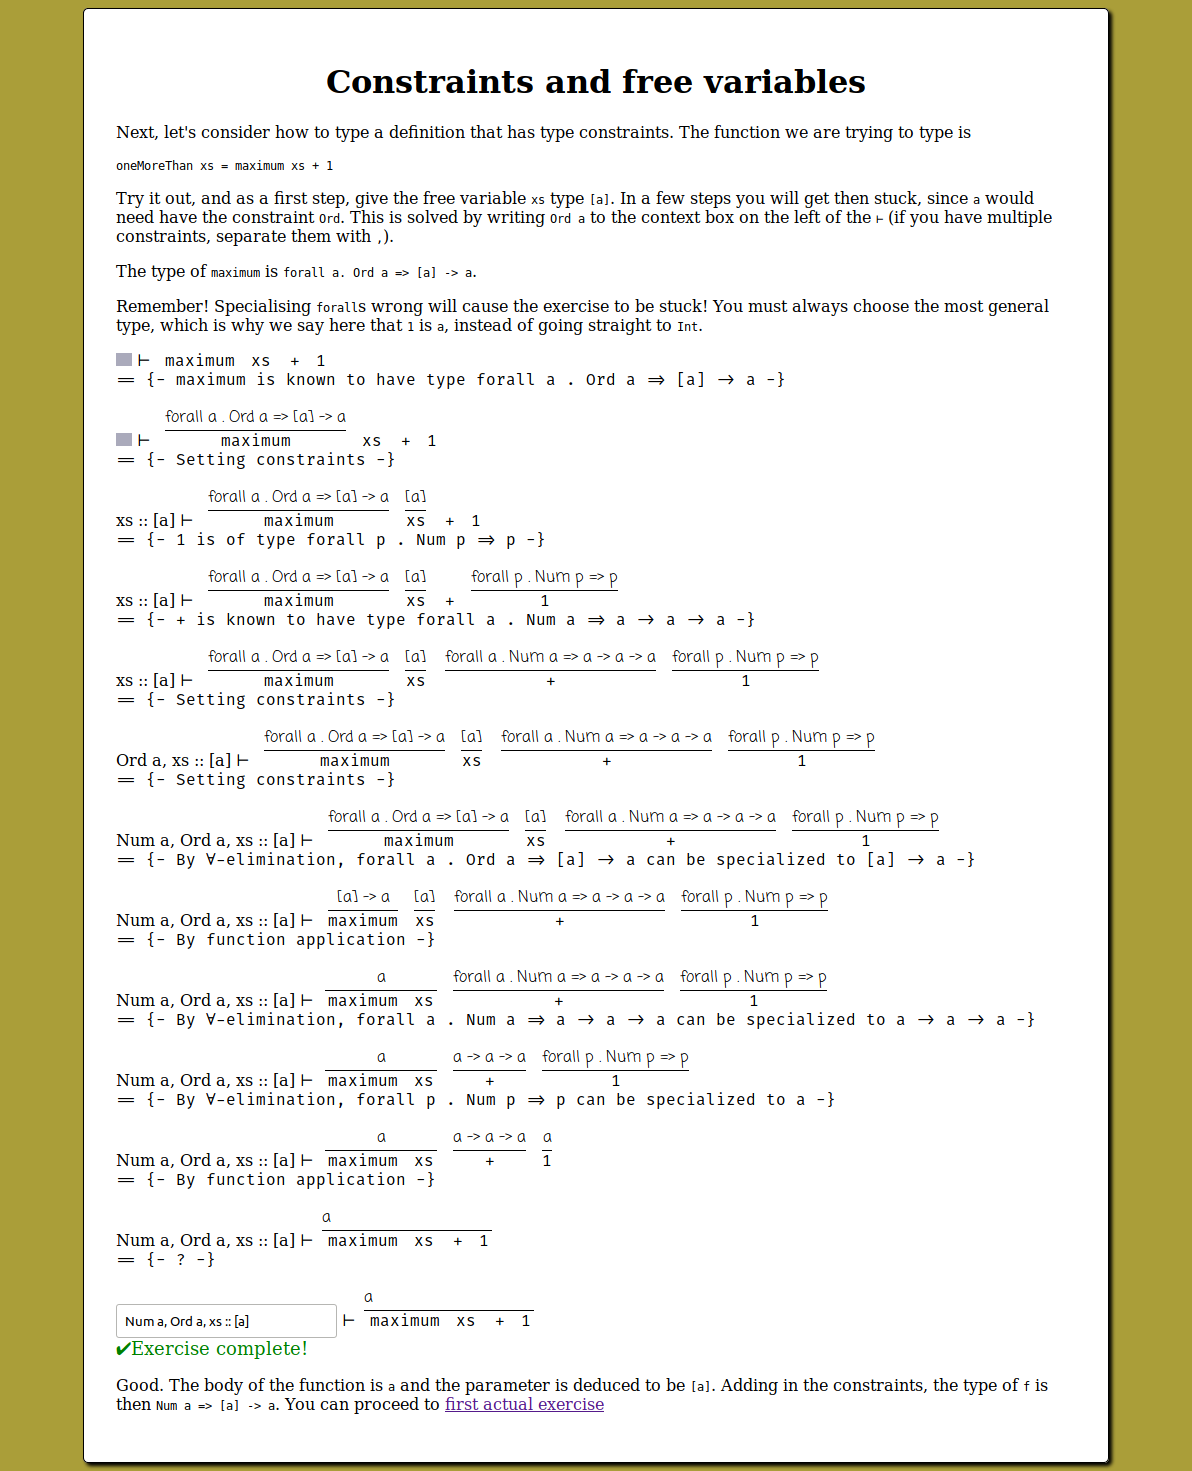 Constraints and free variables
Next, let's consider how to type a definition that has type constraints. The function we are trying to type is
oneMoreThan xs = maximum xs + 1
Try it out, and as a first step, give the free variable xs type [a]. In a few steps you will get then stuck, since a would
need have the constraint Ord. This is solved by writing Ord a to the context box on the left of the ⊢ (if you have multiple
constraints, separate them with ,).
The type of maximum is forall a. Ord a => [a] -> a.
Remember! Specialising foralls wrong will cause the exercise to be stuck! You must always choose the most general
type, which is why we say here that 1 is a, instead of going straight to Int.
⊢ maximum xs + 1
═ {- maximum is known to have type forall a . Ord a ⇒ [a] → a -}
forall a . Ord a => [a] -> a
⊢ maximum xs + 1
═ {- Setting constraints -}
forall a . Ord a => [a] -> a [a]
xs :: [a] ⊢ maximum xs + 1
═ {- 1 is of type forall p . Num p ⇒ p -}
forall a . Ord a => [a] -> a [a] forall p . Num p => p
xs :: [a] ⊢ maximum xs + 1
═ {- + is known to have type forall a . Num a ⇒ a → a → a -}
forall a . Ord a => [a] -> a [a] forall a . Num a => a -> a -> a forall p . Num p => p
xs :: [a] ⊢ maximum xs + 1
═ {- Setting constraints -}
forall a . Ord a => [a] -> a [a] forall a . Num a => a -> a -> a forall p . Num p => p
Ord a, xs :: [a] ⊢ maximum xs + 1
═ {- Setting constraints -}
forall a . Ord a => [a] -> a [a] forall a . Num a => a -> a -> a forall p . Num p => p
Num a, Ord a, xs :: [a] ⊢ maximum xs + 1
═ {- By ∀-elimination, forall a . Ord a ⇒ [a] → a can be specialized to [a] → a -}
[a] -> a [a] forall a . Num a => a -> a -> a forall p . Num p => p
Num a, Ord a, xs :: [a] ⊢ maximum xs + 1
═ {- By function application -}
a forall a . Num a => a -> a -> a forall p . Num p => p
Num a, Ord a, xs :: [a] ⊢ maximum xs + 1
═ {- By ∀-elimination, forall a . Num a ⇒ a → a → a can be specialized to a → a → a -}
a a -> a -> a forall p . Num p => p
Num a, Ord a, xs :: [a] ⊢ maximum xs + 1
═ {- By ∀-elimination, forall p . Num p ⇒ p can be specialized to a -}
a a -> a -> a a
Num a, Ord a, xs :: [a] ⊢ maximum xs + 1
═ {- By function application -}
a
Num a, Ord a, xs :: [a] ⊢ maximum xs + 1
═ {- ? -}
a
Num a, Ord a, xs :: [a] ⊢ maximum xs + 1
✔Exercise complete!
Good. The body of the function is a and the parameter is deduced to be [a]. Adding in the constraints, the type of f is
then Num a => [a] -> a. You can proceed to first actual exercise